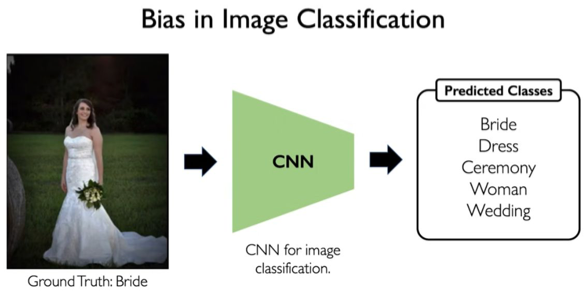 Bias in Image Classification
Ground Truth: Bride
CNN
CNN for image
classification.
Predicted Classes
Bride
Dress
Ceremony
Woman
Wedding